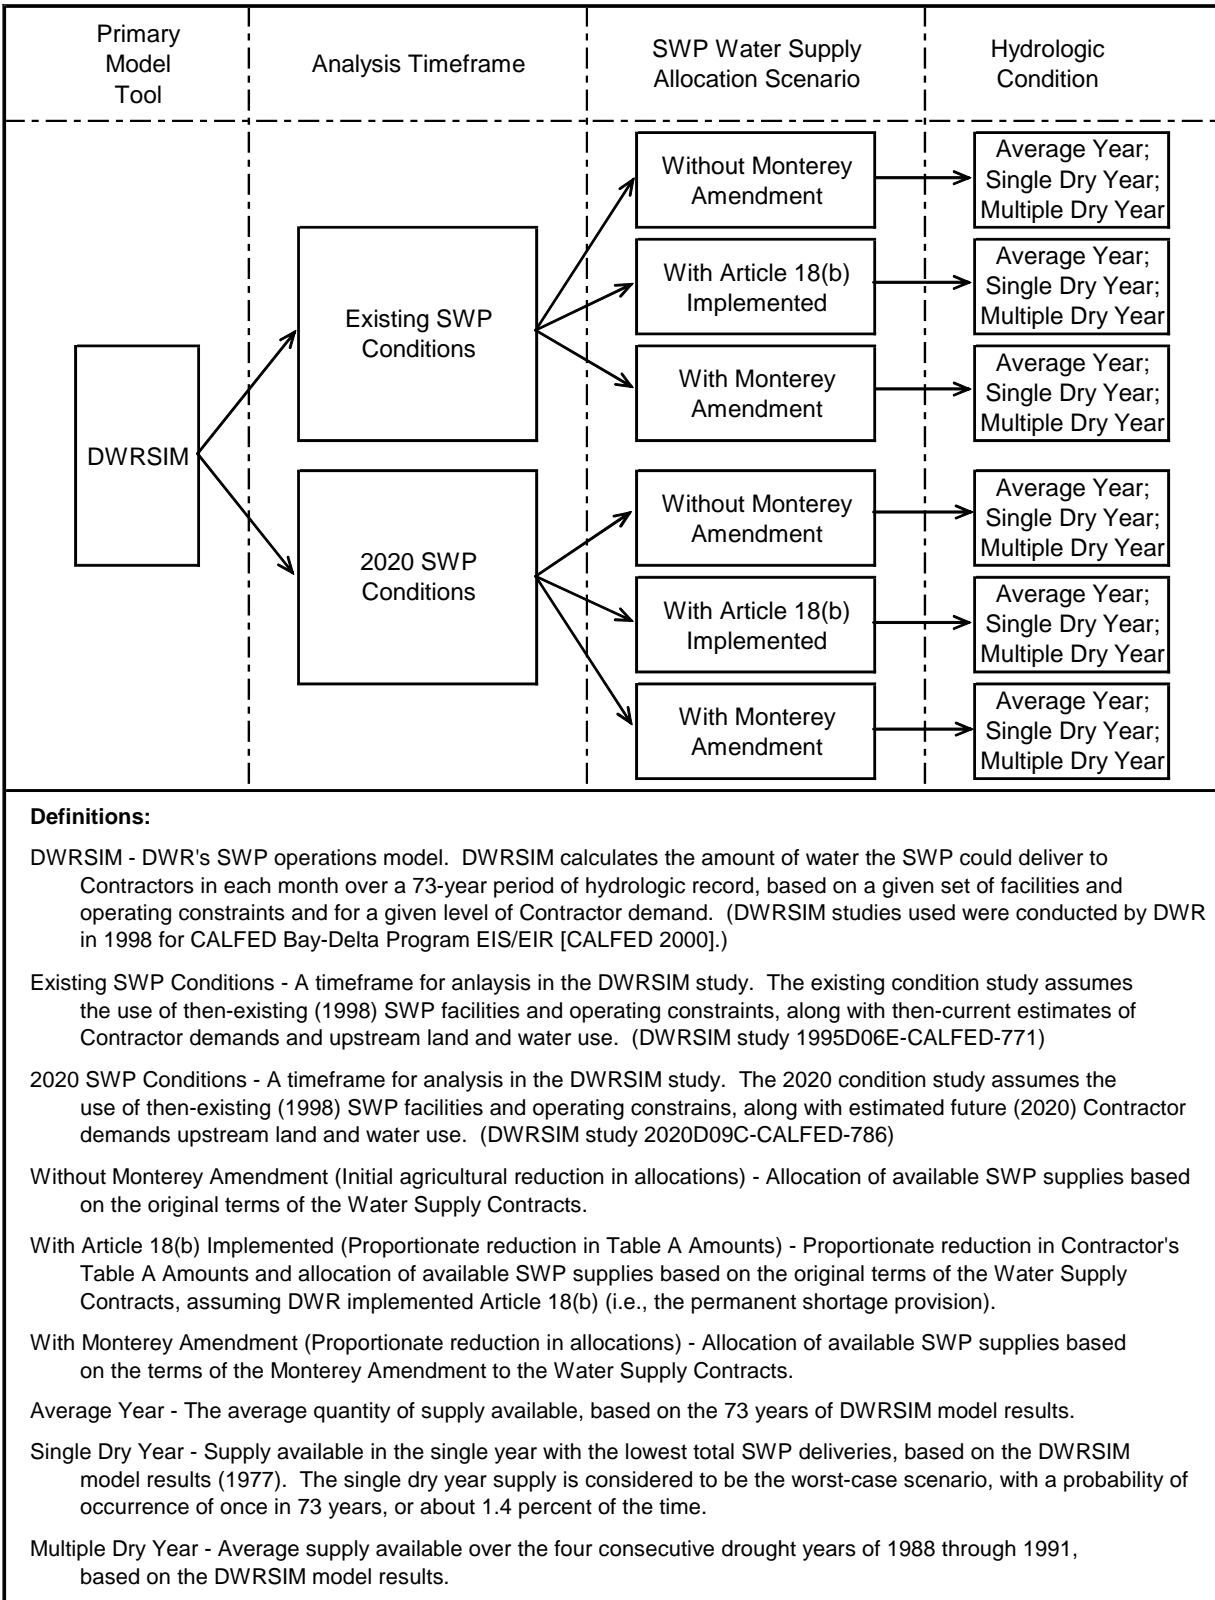 Primary
Model
Tool
Analysis Timeframe
SWP Water Supply
Allocation Scenario
Hydrologic
Condition
DWRSIM
Existing SWP
Conditions
2020 SWP
Conditions
Without Monterey
Amendment
With Article 18(b)
Implemented
With Monterey
Amendment
Without Monterey
Amendment
With Article 18(b)
Implemented
With Monterey
Amendment
Average Year;
Single Dry Year;
Multiple Dry Year
Average Year;
Single Dry Year;
Multiple Dry Year
Average Year;
Single Dry Year;
Multiple Dry Year
Average Year;
Single Dry Year;
Multiple Dry Year
Average Year;
Single Dry Year;
Multiple Dry Year
Average Year;
Single Dry Year;
Multiple Dry Year
Definitions:
DWRSIM - DWR's SWP operations model. DWRSIM calculates the amount of water the SWP could deliver to
Contractors in each month over a 73-year period of hydrologic record, based on a given set of facilities and
operating constraints and for a given level of Contractor demand. (DWRSIM studies used were conducted by DWR
in 1998 for CALFED Bay-Delta Program EIS/EIR [CALFED 2000].)
Existing SWP Conditions - A timeframe for anlaysis in the DWRSIM study. The existing condition study assumes
the use of then-existing (1998) SWP facilities and operating constraints, along with then-current estimates of
Contractor demands and upstream land and water use. (DWRSIM study 1995D06E-CALFED-771)
2020 SWP Conditions - A timeframe for analysis in the DWRSIM study. The 2020 condition study assumes the
use of then-existing (1998) SWP facilities and operating constrains, along with estimated future (2020) Contractor
demands upstream land and water use. (DWRSIM study 2020D09C-CALFED-786)
Without Monterey Amendment (Initial agricultural reduction in allocations) - Allocation of available SWP supplies based
on the original terms of the Water Supply Contracts.
With Article 18(b) Implemented (Proportionate reduction in Table A Amounts) - Proportionate reduction in Contractor's
Table A Amounts and allocation of available SWP supplies based on the original terms of the Water Supply
Contracts, assuming DWR implemented Article 18(b) (i.e., the permanent shortage provision).
With Monterey Amendment (Proportionate reduction in allocations) - Allocation of available SWP supplies based
on the terms of the Monterey Amendment to the Water Supply Contracts.
Average Year - The average quantity of supply available, based on the 73 years of DWRSIM model results.
Single Dry Year - Supply available in the single year with the lowest total SWP deliveries, based on the DWRSIM
model results (1977). The single dry year supply is considered to be the worst-case scenario, with a probability of
occurrence of once in 73 years, or about 1.4 percent of the time.
Multiple Dry Year - Average supply available over the four consecutive drought years of 1988 through 1991,
based on the DWRSIM model results.